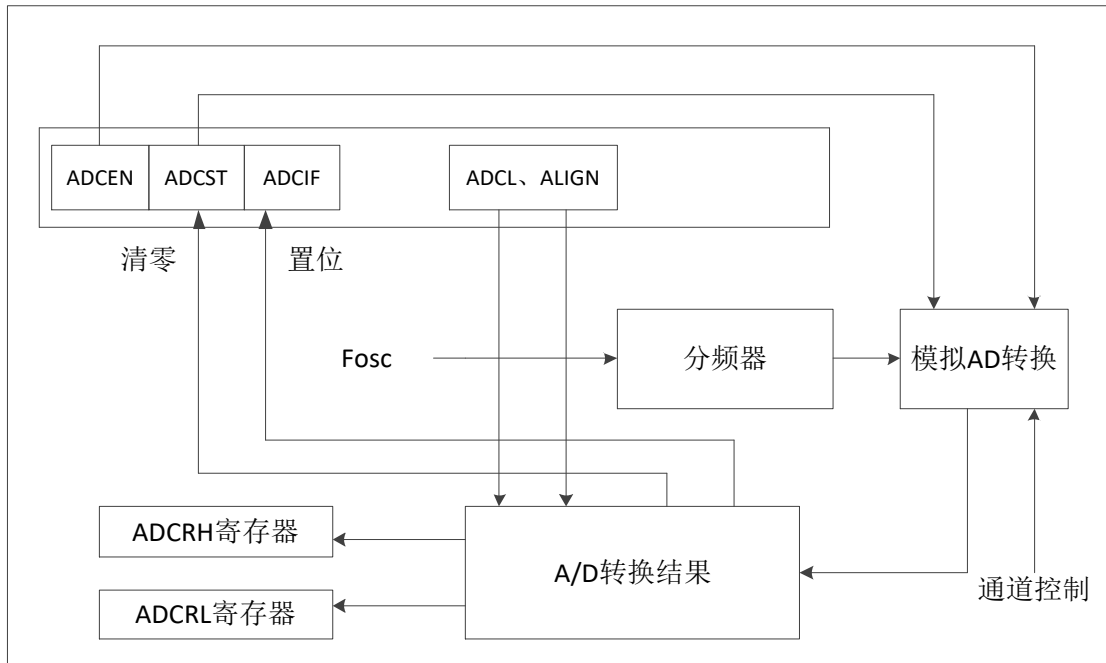 ADCEN
ADCST
ADCIF
ADCL、ALIGN
清零
置位
Fosc
分频器
模拟AD转换
ADCRH寄存器
A/D转换结果
ADCRL寄存器
通道控制